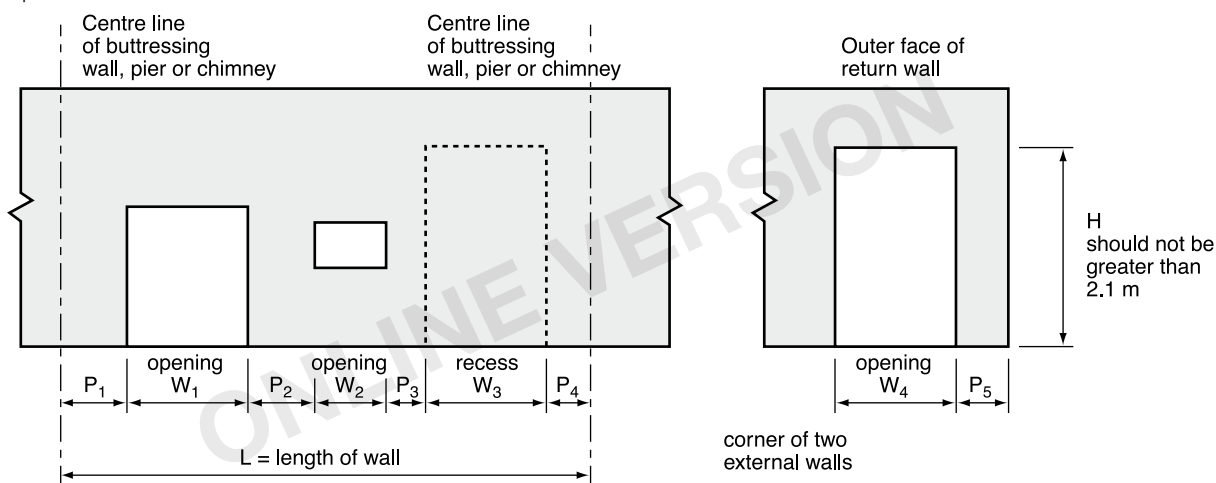 Centre line
of buttressing
wall, pier or chimney
Centre line
of buttressing
wall, pier or chimney
Outer face of
return wall
H
should not be
greater than
2.1 m
opening
W₁
opening
W₂
recess
W₃
P₁
P₂
P₃
P₄
L = length of wall
opening
W₄
P₅
corner of two
external walls
ONLINE VERSION